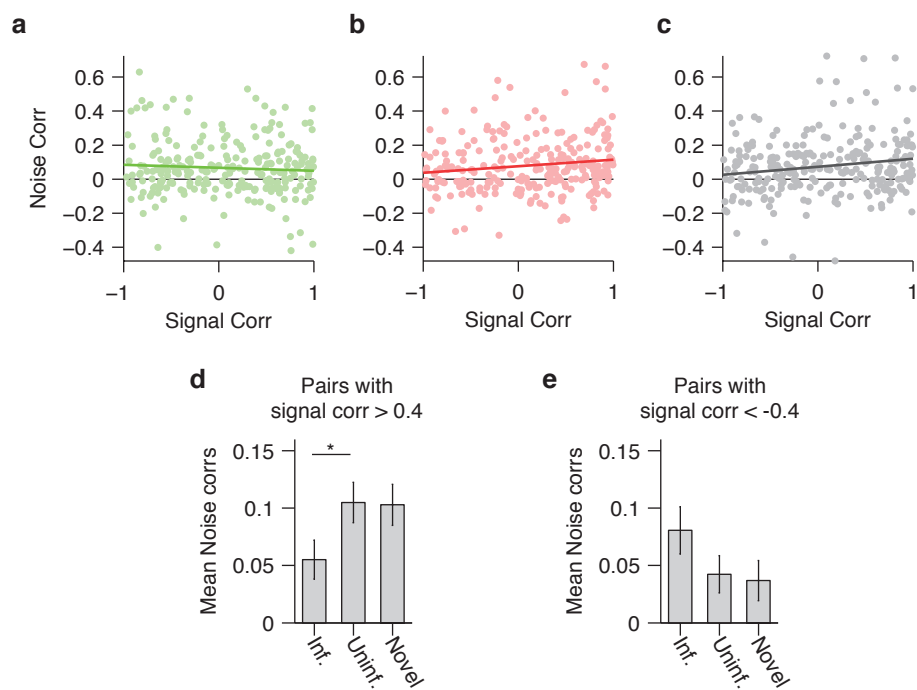 a
b
c
0.6
0.4
0.2
0
−0.2
−0.4
Noise Corr
−1
0
1
Signal Corr
0.6
0.4
0.2
0
−0.2
−0.4
−1
0
1
Signal Corr
0.6
0.4
0.2
0
−0.2
−0.4
−1
0
1
Signal Corr
d
Pairs with
signal corr > 0.4
0.15
0.1
0.05
0
Mean Noise corrs
*
Inf.
Uninf.
Novel
e
Pairs with
signal corr < -0.4
0.15
0.1
0.05
0
Mean Noise corrs
Inf.
Uninf.
Novel